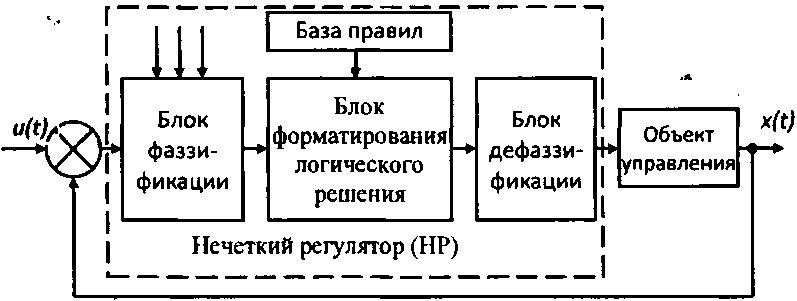 База правил
u(t)
Блок
фаззи-
фикации
Блок
форматирования
логического
решения
Блок
дефаззи-
фикации
Объект
управления
x(t)
Нечеткий регулятор (НР)